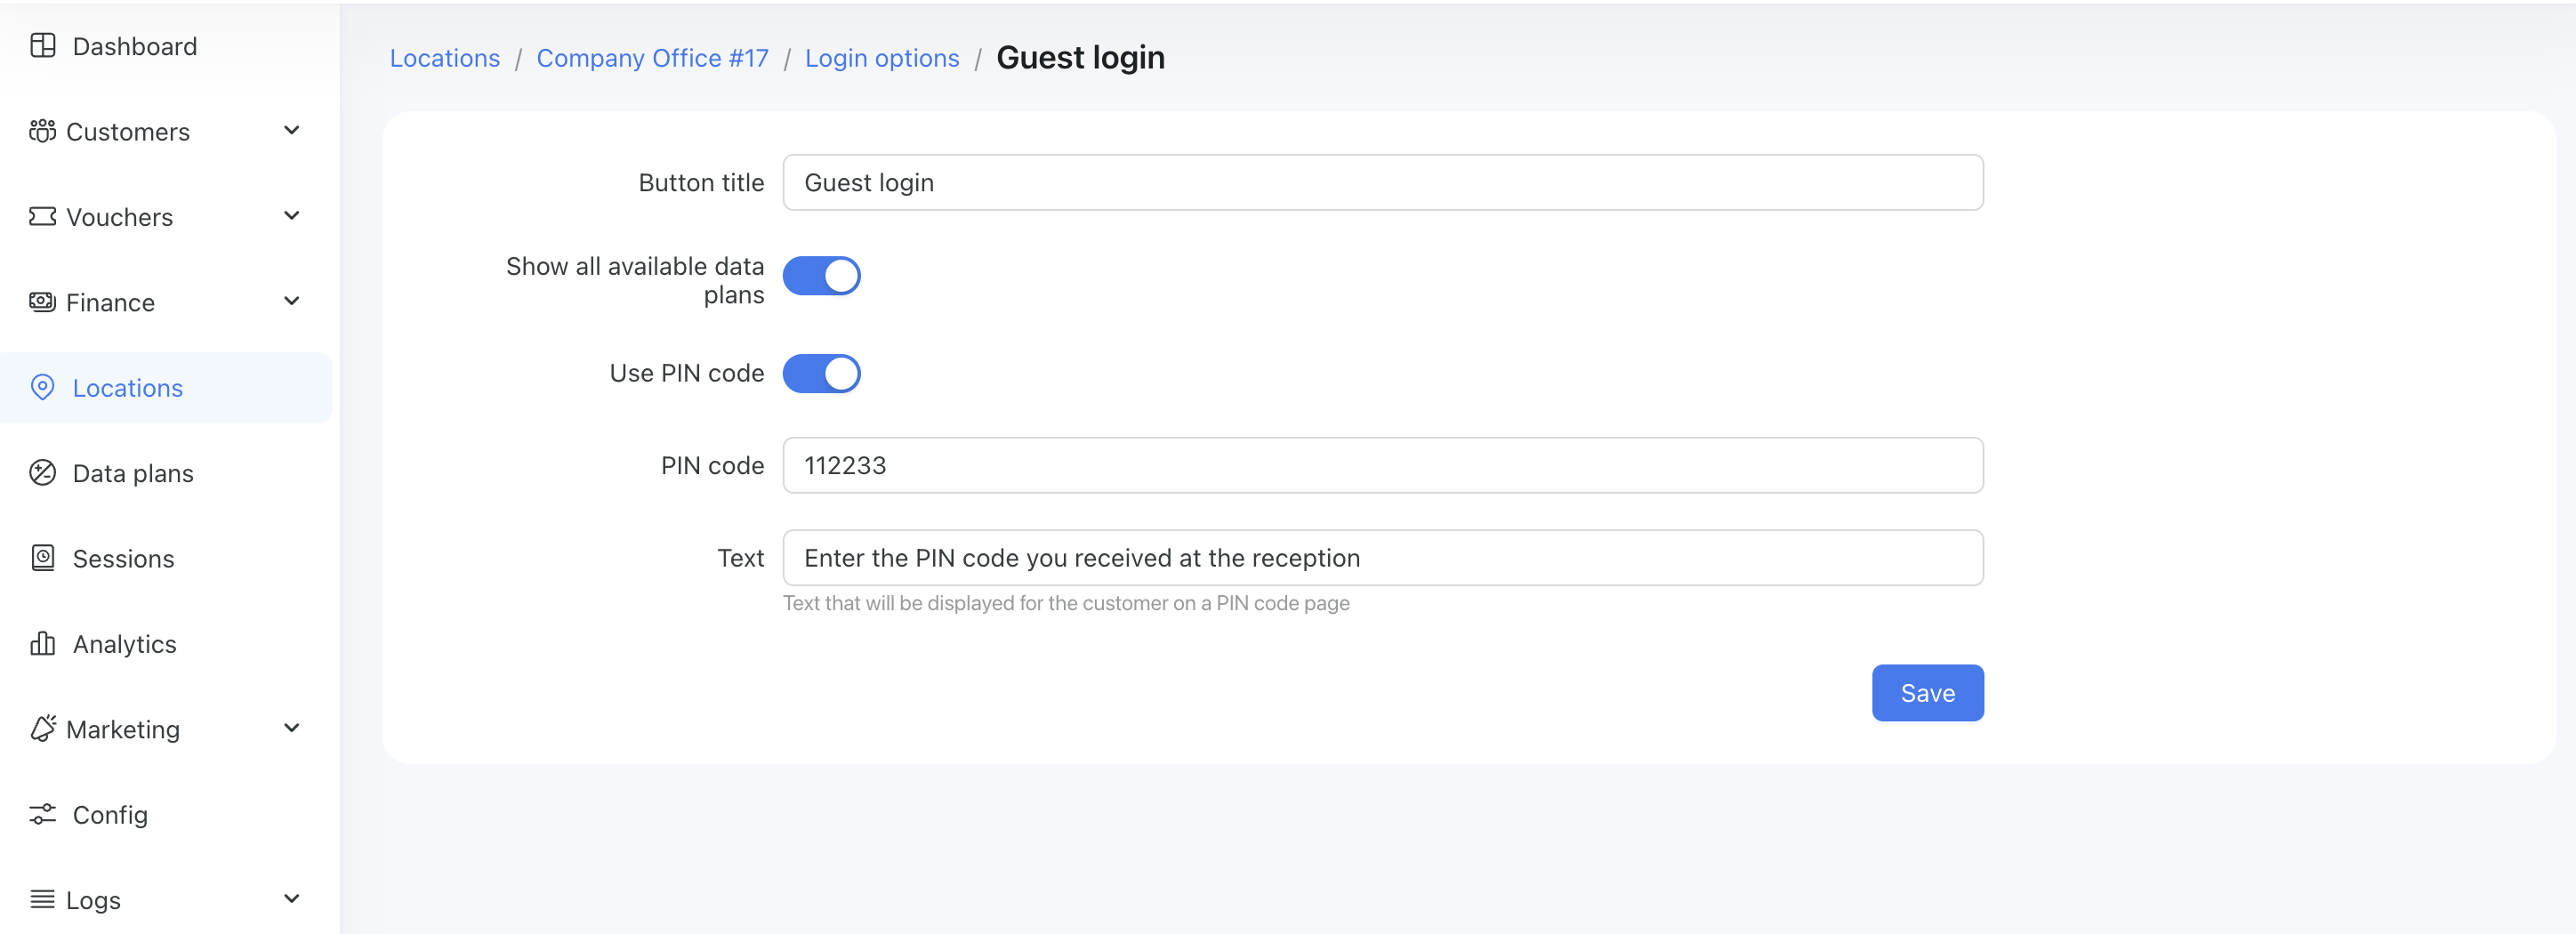 Dashboard
Customers
Vouchers
Finance
Locations
Data plans
Sessions
Analytics
Marketing
Config
Logs
Locations / Company Office #17 / Login options / Guest login
Button title Guest login
Show all available data
plans
Use PIN code
PIN code 112233
Text Enter the PIN code you received at the reception
Text that will be displayed for the customer on a PIN code page
Save